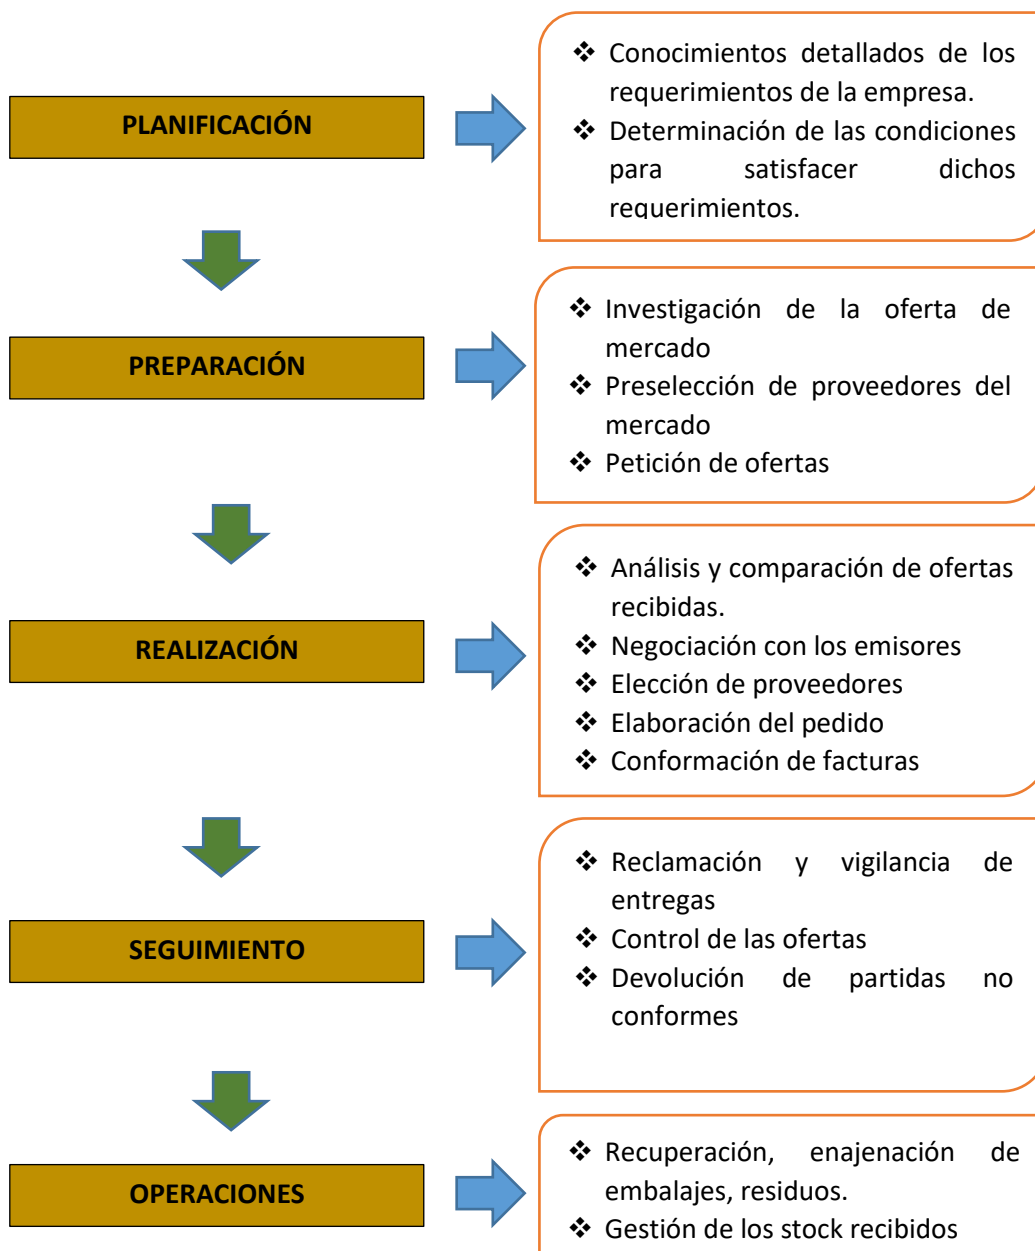 PLANIFICACIÓN
❖ Conocimientos detallados de los
requerimientos de la empresa.
❖ Determinación de las condiciones
para satisfacer dichos
requerimientos.
PREPARACIÓN
❖ Investigación de la oferta de
mercado
❖ Preselección de proveedores del
mercado
❖ Petición de ofertas
REALIZACIÓN
❖ Análisis y comparación de ofertas
recibidas.
❖ Negociación con los emisores
❖ Elección de proveedores
❖ Elaboración del pedido
❖ Conformación de facturas
SEGUIMIENTO
❖ Reclamación y vigilancia de
entregas
❖ Control de las ofertas
❖ Devolución de partidas no
conformes
OPERACIONES
❖ Recuperación, enajenación de
embalajes, residuos.
❖ Gestión de los stock recibidos